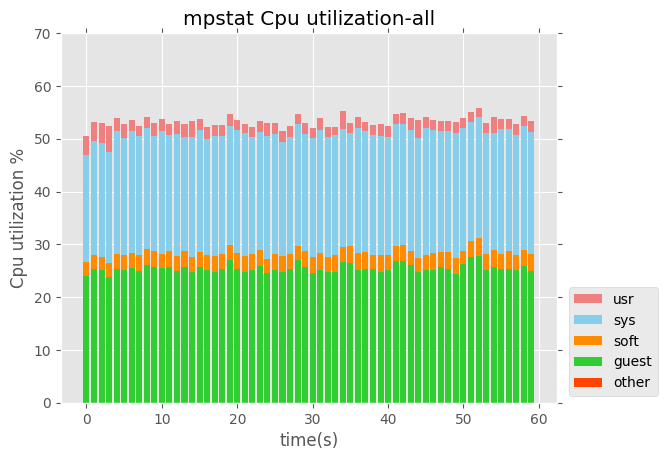 mpstat Cpu utilization-all
Cpu utilization %
70
60
50
40
30
20
10
0
0 10 20 30 40 50 60
time(s)
usr
sys
soft
guest
other